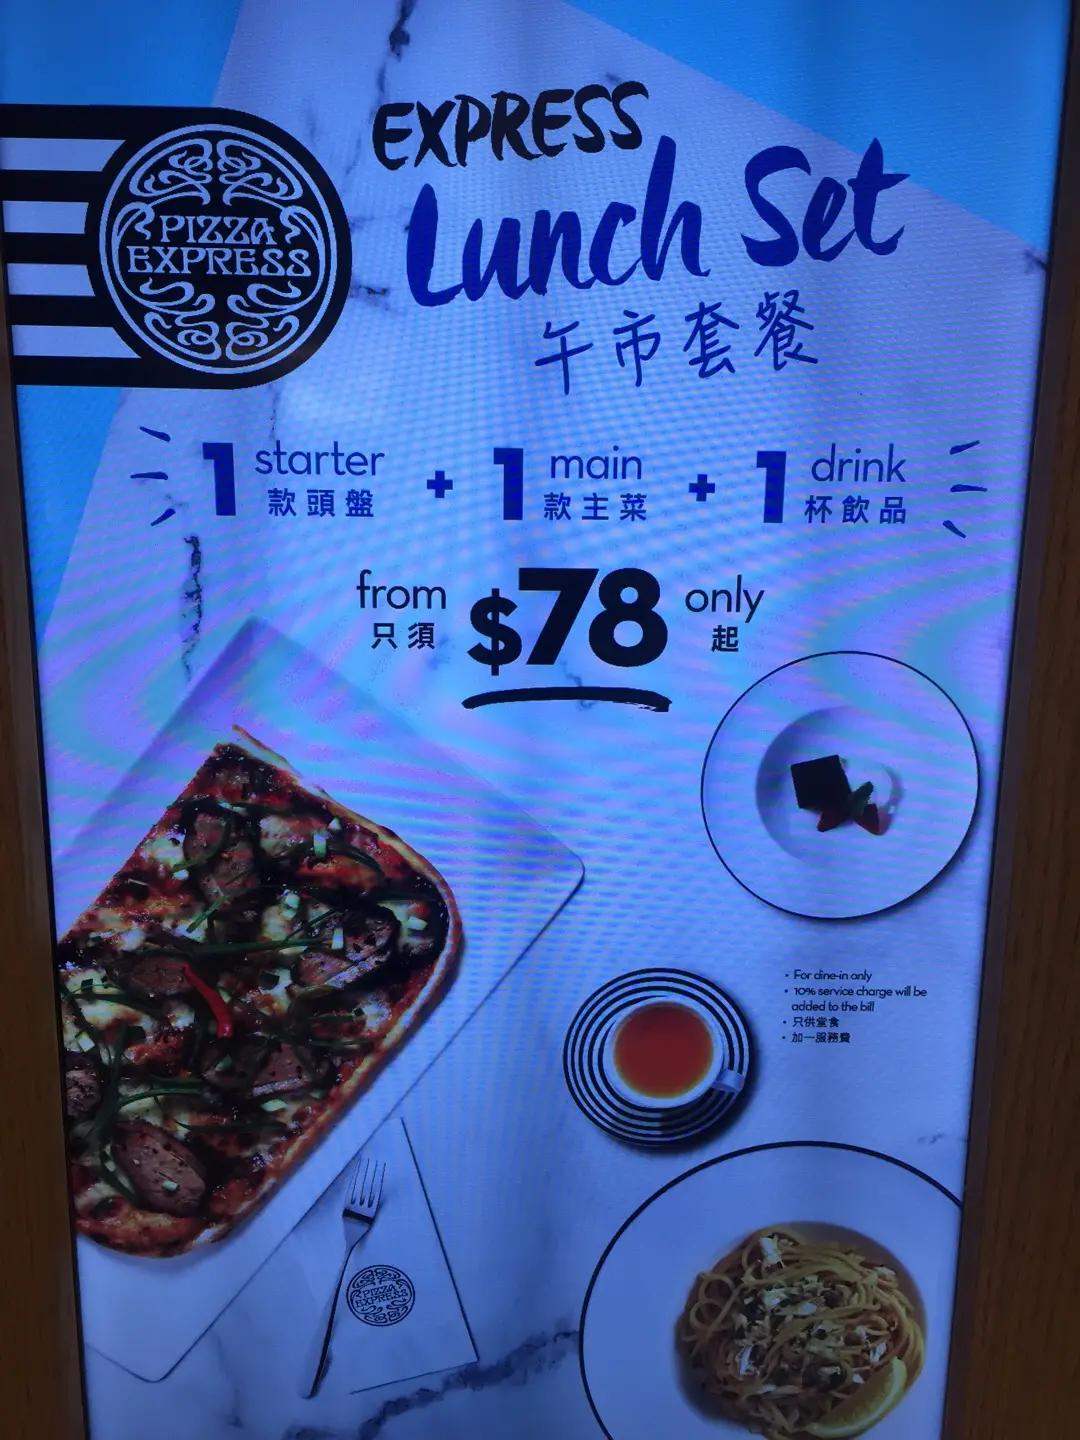 PIZZA
EXPRESS
EXPRESS
Lunch Set
午市套餐
1 starter + 1 main + 1 drink
款頭盤 款主菜 杯飲品
from $78 only
只須 起
• For dine-in only
• 10% service charge will be
added to the bill
• 只供堂食
• 加一服務費
PIZZA
EXPRESS